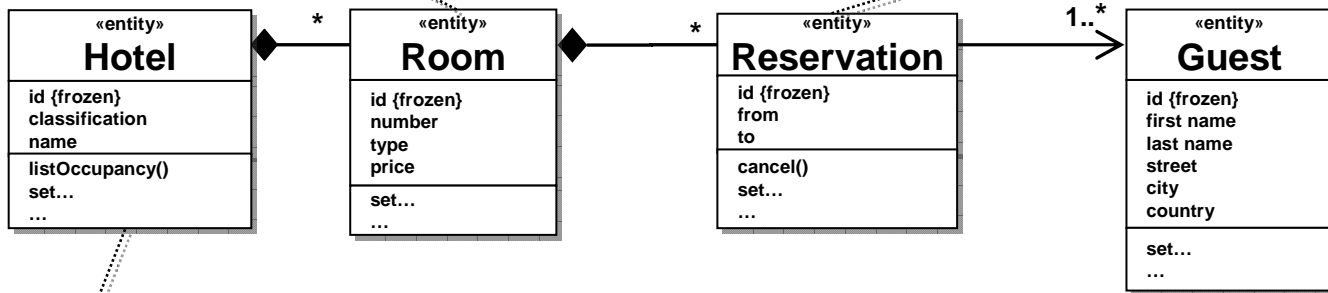 «entity»
Hotel
id {frozen}
classification
name
listOccupancy()
set…
…
*
«entity»
Room
id {frozen}
number
type
price
set…
…
*
«entity»
Reservation
id {frozen}
from
to
cancel()
set…
…
1..*
«entity»
Guest
id {frozen}
first name
last name
street
city
country
set…
…